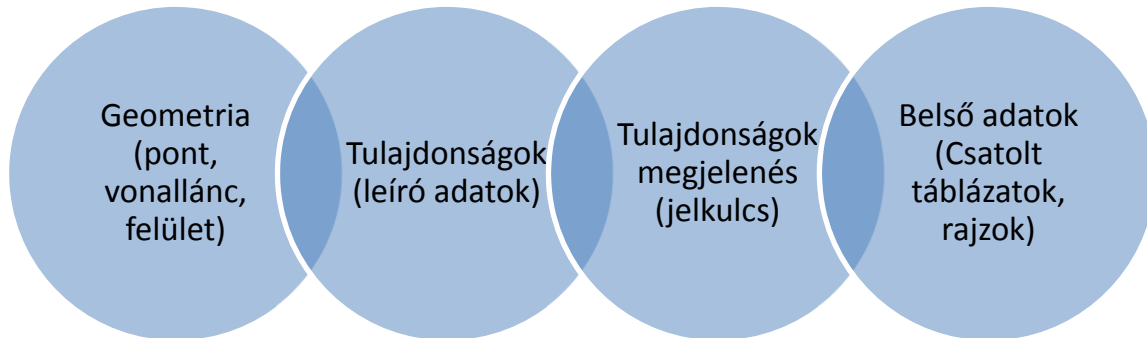 Geometria
(pont,
vonallánc,
felület)
Tulajdonságok
(leíró adatok)
Tulajdonságok
megjelenés
(jelkulcs)
Belső adatok
(Csatolt
táblázatok,
rajzok)